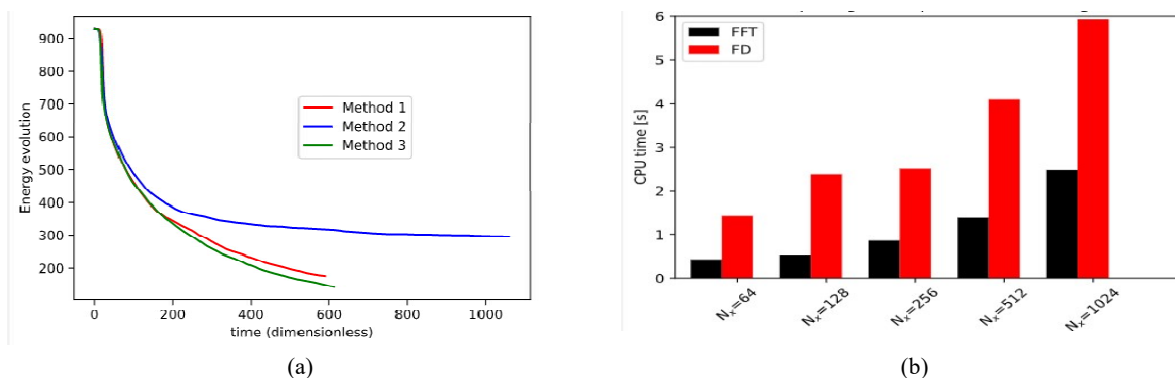 900
800
700
600
500
400
300
200
Energy evolution
0 200 400 600 800 1000
time (dimensionless)
Method 1
Method 2
Method 3
(a)
6
5
4
3
2
1
0
CPU time [s]
FFT
FD
Nₓ=64 Nₓ=128 Nₓ=256 Nₓ=512 Nₓ=1024
(b)